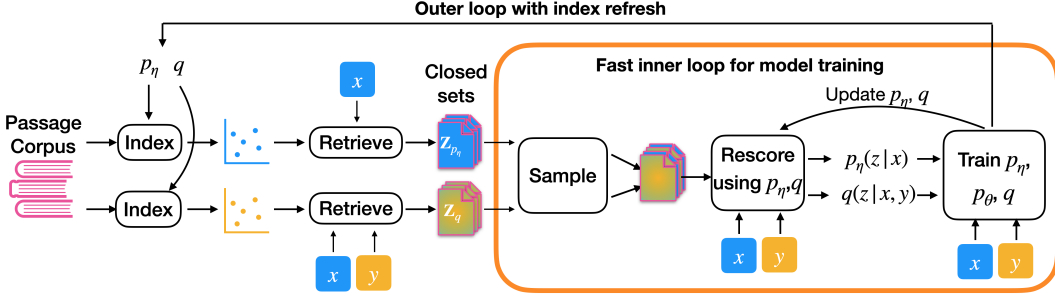 Outer loop with index refresh
Fast inner loop for model training
pη q
x
Closed
sets
Update pη, q
Passage
Corpus
Index
Retrieve
Zpη
Sample
Rescore
using pη,q
pη(z|x)
q(z|x, y)
Train pη,
pθ, q
Index
Retrieve
Zq
x y
x y
x y